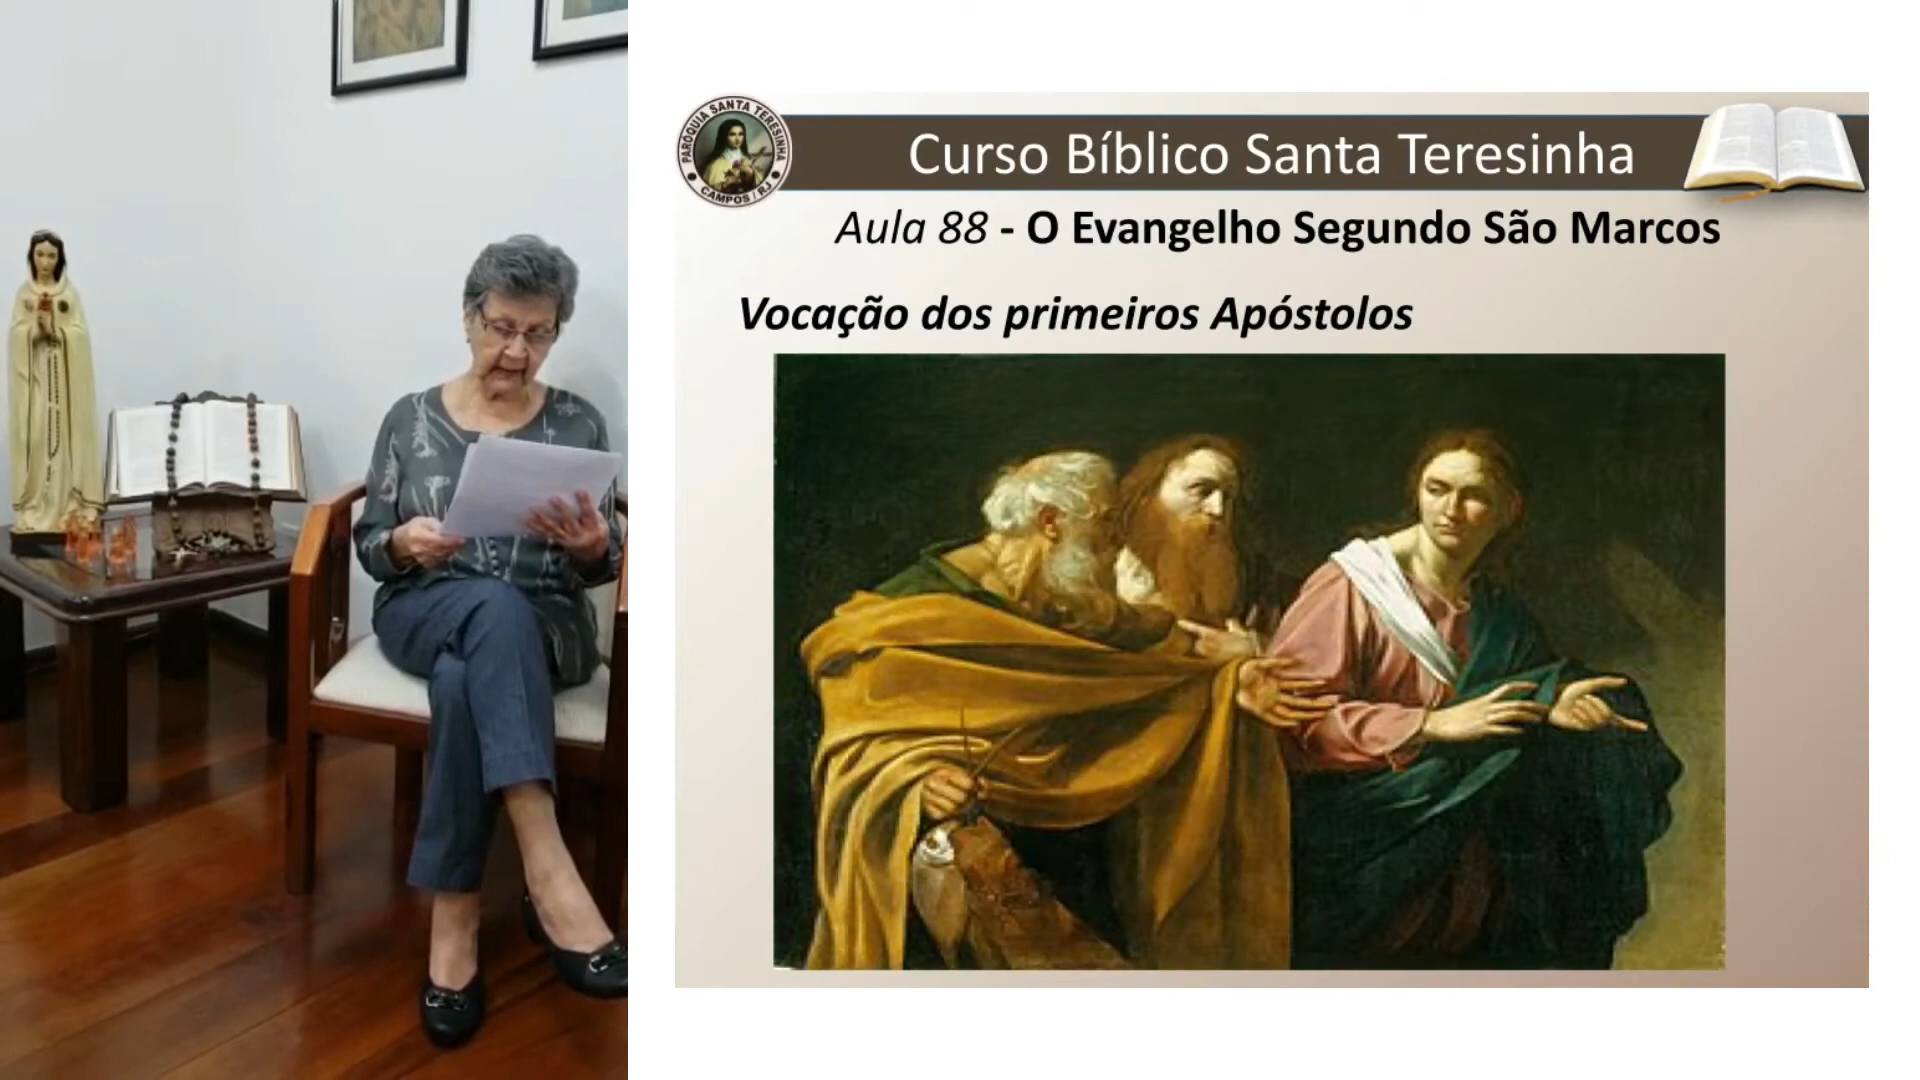 PARÓQUIA SANTA TERESINHA
CAMPOS / RJ
Curso Bíblico Santa Teresinha
Aula 88 - O Evangelho Segundo São Marcos
Vocação dos primeiros Apóstolos